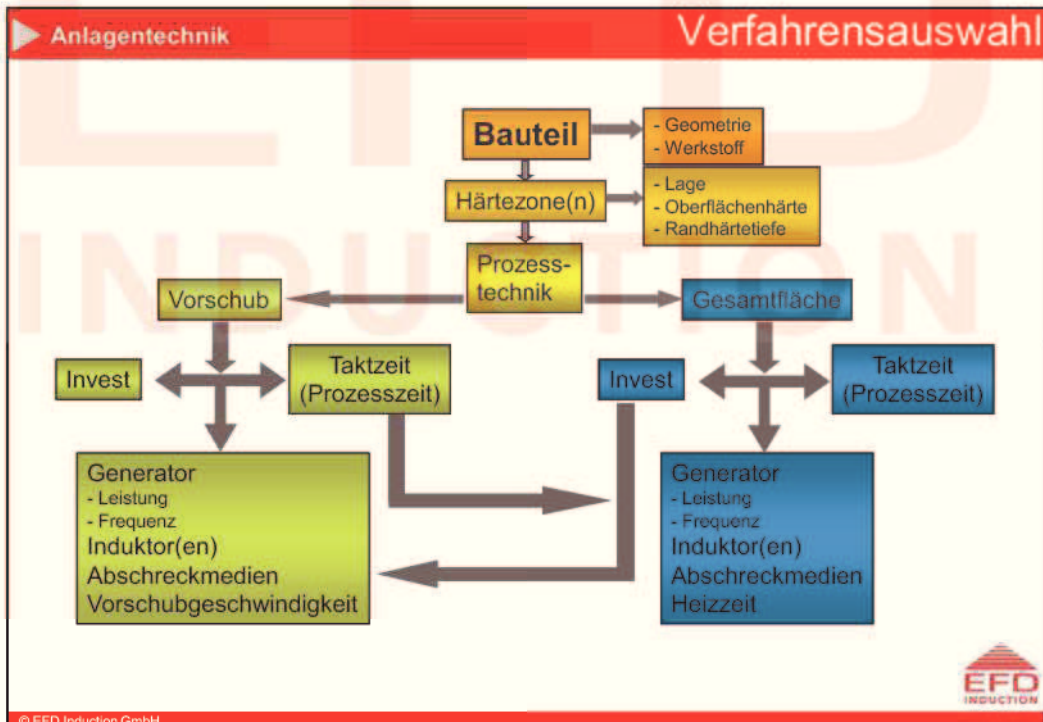 Anlagentechnik
Verfahrensauswahl
Bauteil
- Geometrie
- Werkstoff
Härtezone(n)
- Lage
- Oberflächenhärte
- Randhärtetiefe
Prozess-
technik
Vorschub
Gesamtfläche
Invest
Taktzeit
(Prozesszeit)
Invest
Taktzeit
(Prozesszeit)
Generator
- Leistung
- Frequenz
Induktor(en)
Abschreckmedien
Vorschubgeschwindigkeit
Generator
- Leistung
- Frequenz
Induktor(en)
Abschreckmedien
Heizzeit
EFD
INDUCTION
EFD
INDUCTION
© EFD Induction GmbH